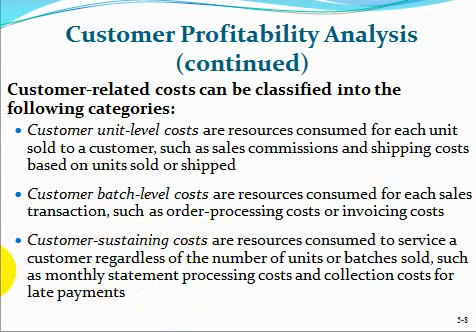 Customer Profitability Analysis
(continued)
Customer-related costs can be classified into the
following categories:
• Customer unit-level costs are resources consumed for each unit
sold to a customer, such as sales commissions and shipping costs
based on units sold or shipped
• Customer batch-level costs are resources consumed for each sales
transaction, such as order-processing costs or invoicing costs
• Customer-sustaining costs are resources consumed to service a
customer regardless of the number of units or batches sold, such
as monthly statement processing costs and collection costs for
late payments
5-8